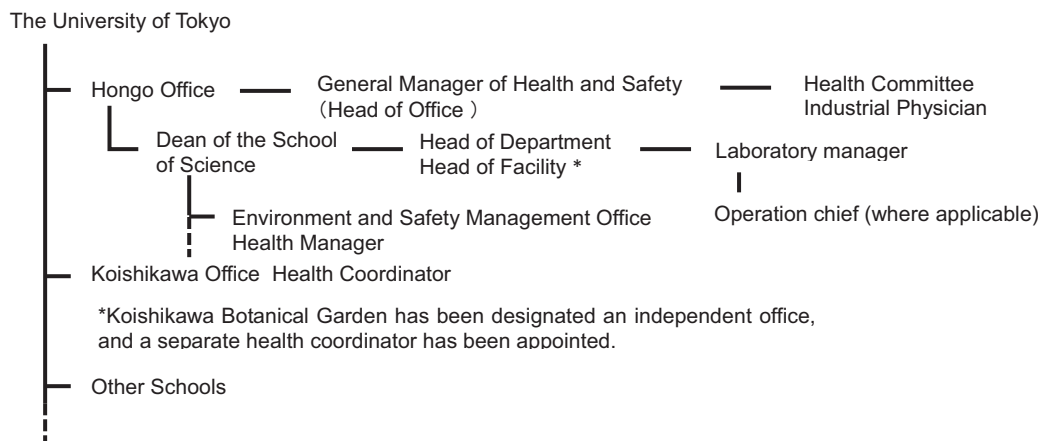 The University of Tokyo
Hongo Office
General Manager of Health and Safety
（Head of Office ）
Health Committee
Industrial Physician
Dean of the School
of Science
Head of Department
Head of Facility *
Laboratory manager
Operation chief (where applicable)
Environment and Safety Management Office
Health Manager
Koishikawa Office Health Coordinator
*Koishikawa Botanical Garden has been designated an independent office,
and a separate health coordinator has been appointed.
Other Schools